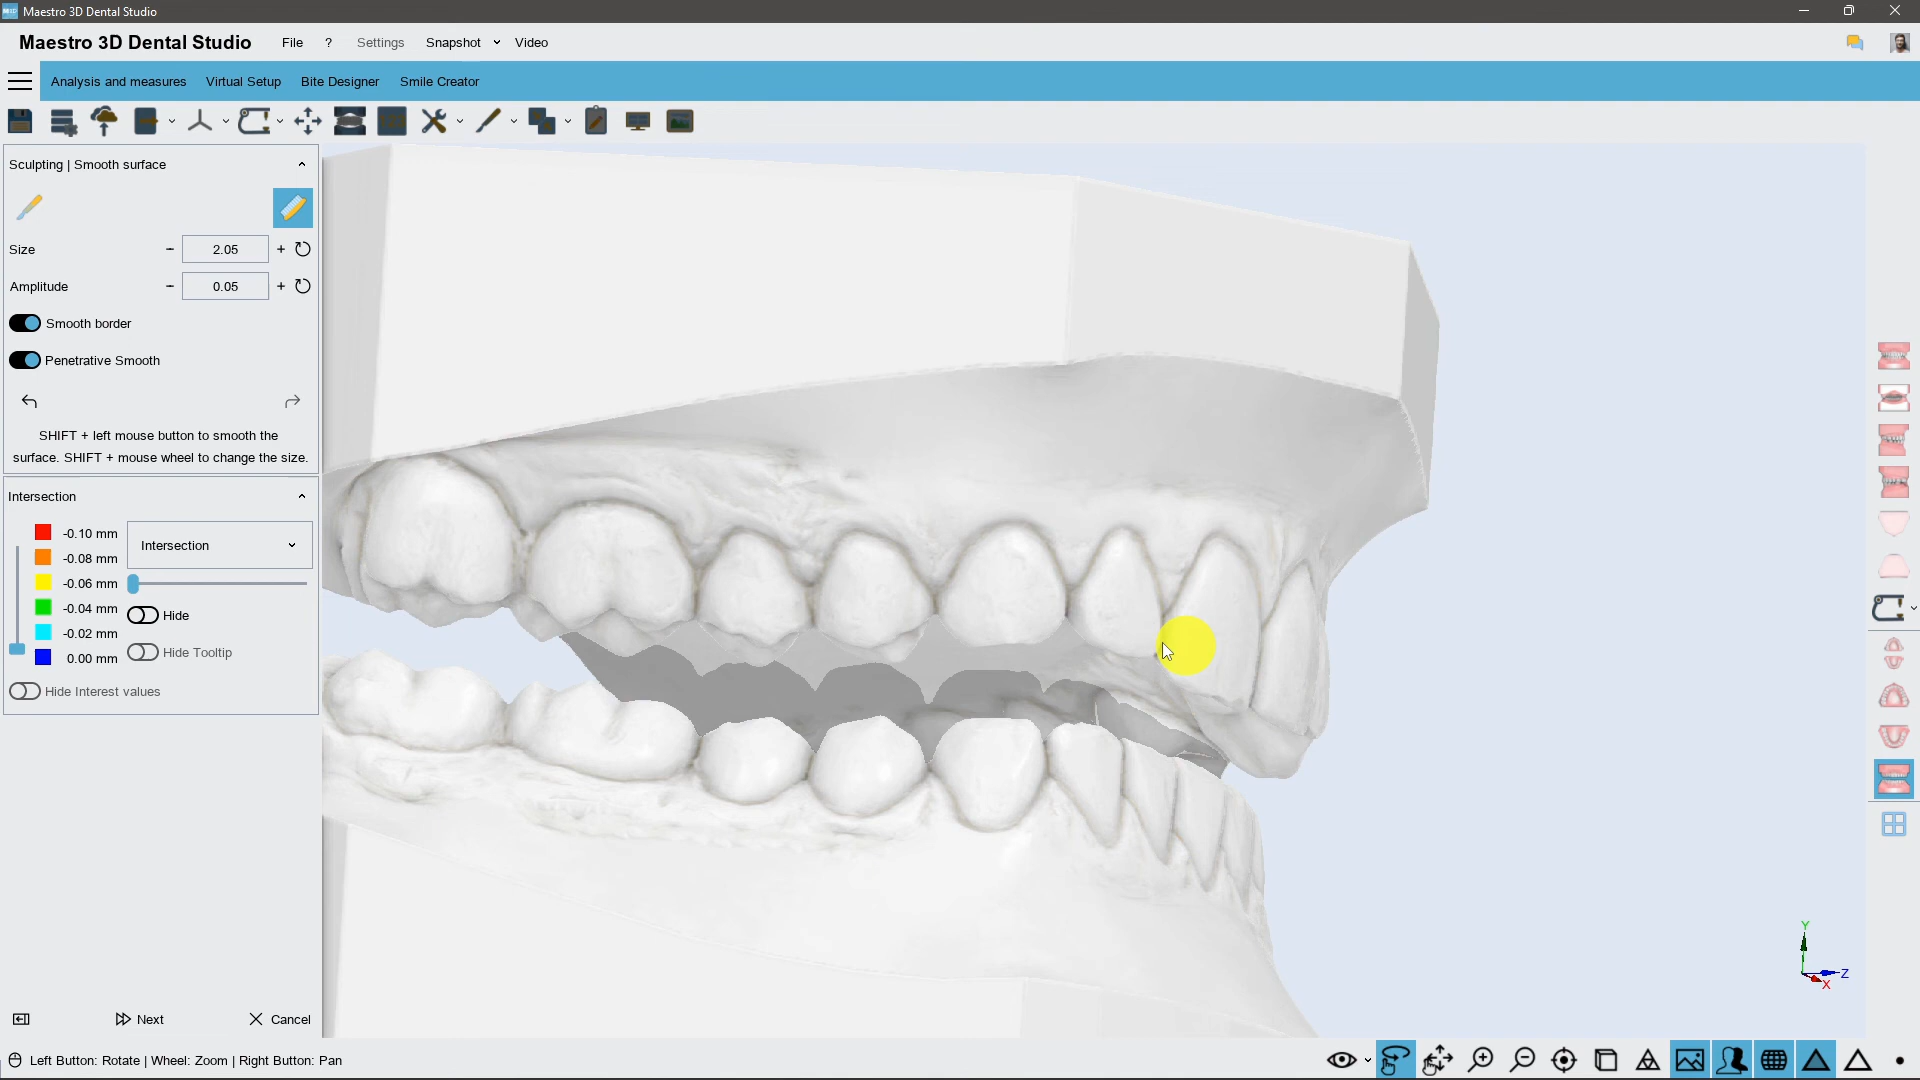 Maestro 3D Dental Studio
Maestro 3D Dental Studio File ? Settings Snapshot Video
Analysis and measures Virtual Setup Bite Designer Smile Creator
Sculpting | Smooth surface
Size - 2.05 +
Amplitude - 0.05 +
Smooth border
Penetrative Smooth
SHIFT + left mouse button to smooth the
surface. SHIFT + mouse wheel to change the size.
Intersection
-0.10 mm
Intersection
-0.08 mm
-0.06 mm
-0.04 mm Hide
-0.02 mm
0.00 mm Hide Tooltip
Hide Interest values
Y
Z
X
Next Cancel
Left Button: Rotate | Wheel: Zoom | Right Button: Pan